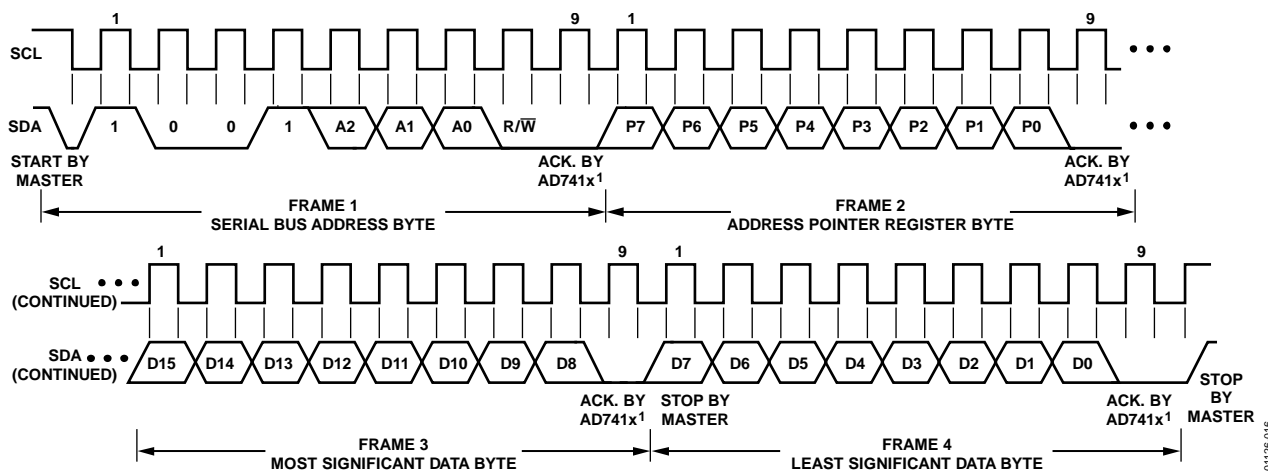 1 9 1 9
SCL
SDA 1 0 0 1 A2 A1 A0 R/W̅ P7 P6 P5 P4 P3 P2 P1 P0
START BY MASTER
ACK. BY AD741x¹
ACK. BY AD741x¹
FRAME 1
SERIAL BUS ADDRESS BYTE
FRAME 2
ADDRESS POINTER REGISTER BYTE
1 9 1 9
SCL
(CONTINUED)
SDA
(CONTINUED)
D15 D14 D13 D12 D11 D10 D9 D8 D7 D6 D5 D4 D3 D2 D1 D0
ACK. BY
AD741x¹
STOP BY
MASTER
ACK. BY
AD741x¹
STOP
BY
MASTER
FRAME 3
MOST SIGNIFICANT DATA BYTE
FRAME 4
LEAST SIGNIFICANT DATA BYTE
01126-016